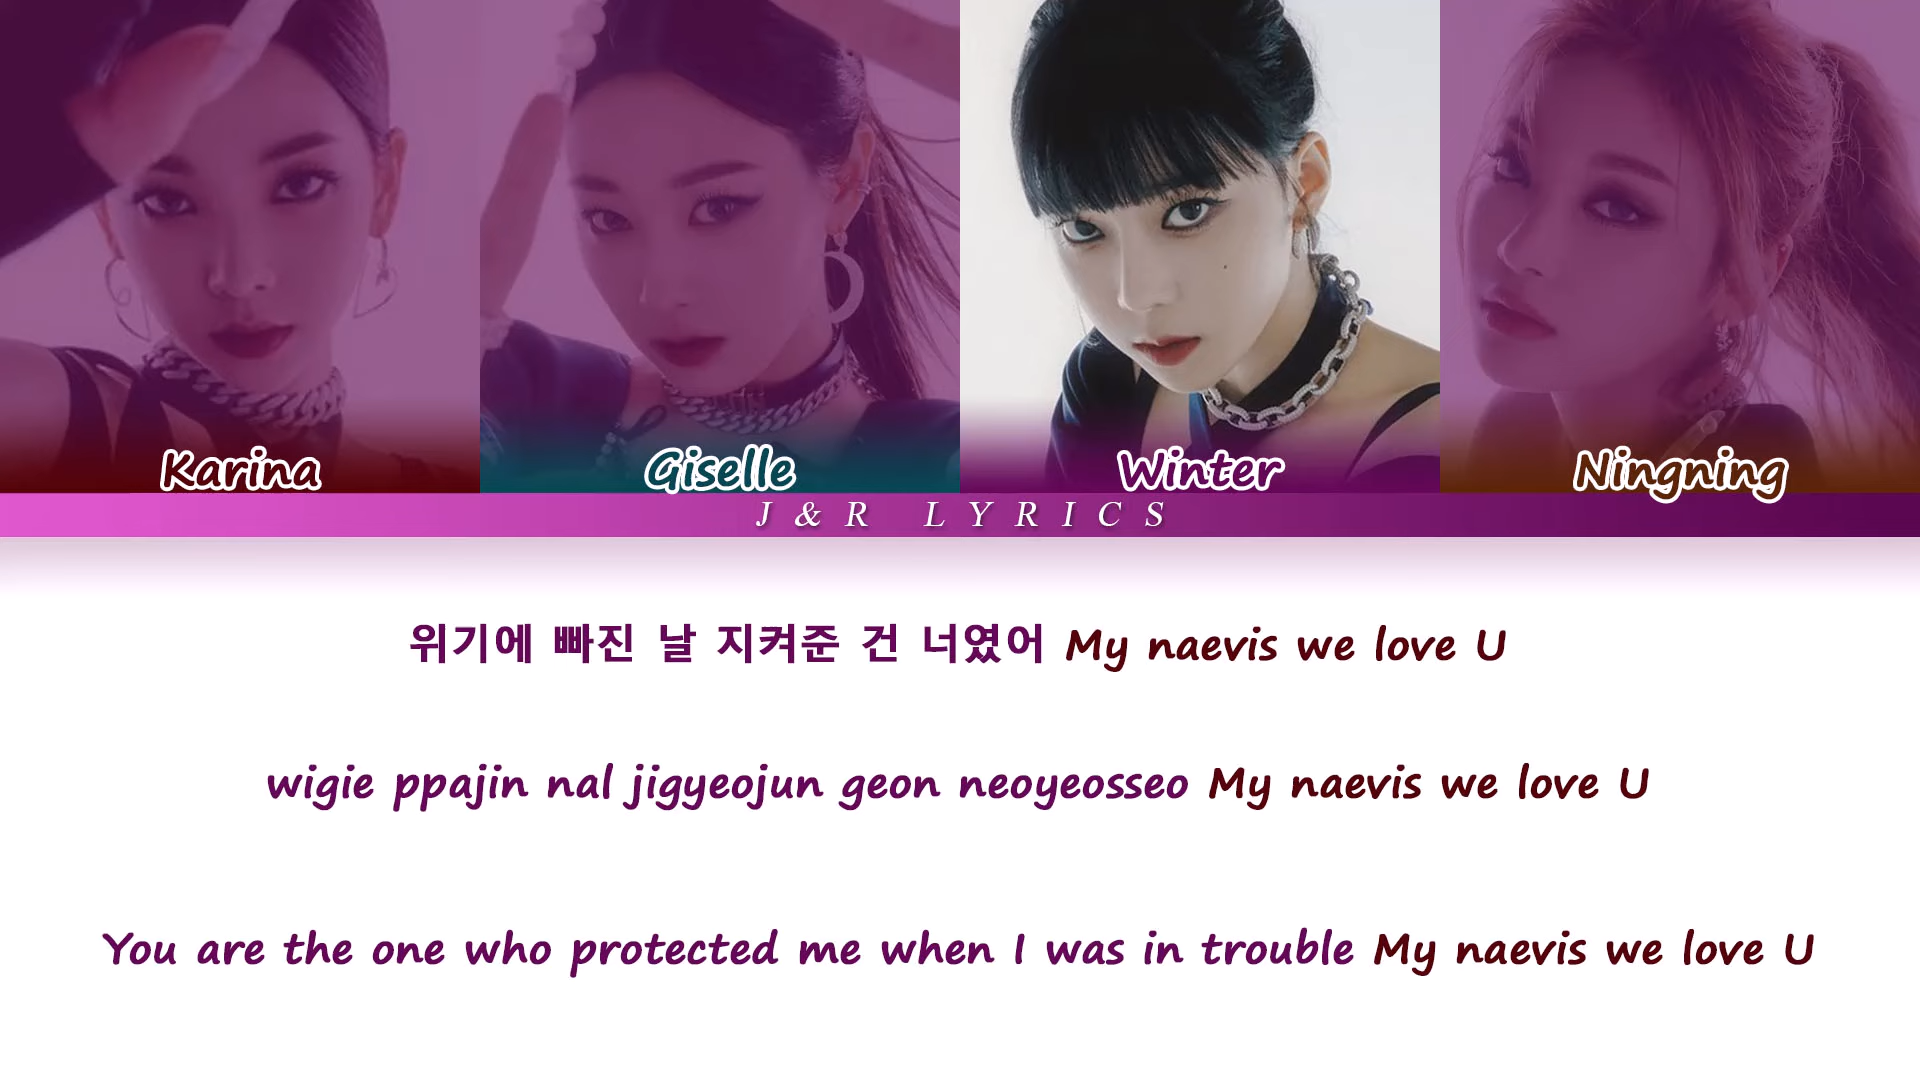 Karina Giselle Winter Ningning
J&R LYRICS
위기에 빠진 날 지켜준 건 너였어 My naevis we love U
wigie ppajin nal jigyeojun geon neoyeosseo My naevis we love U
You are the one who protected me when I was in trouble My naevis we love U